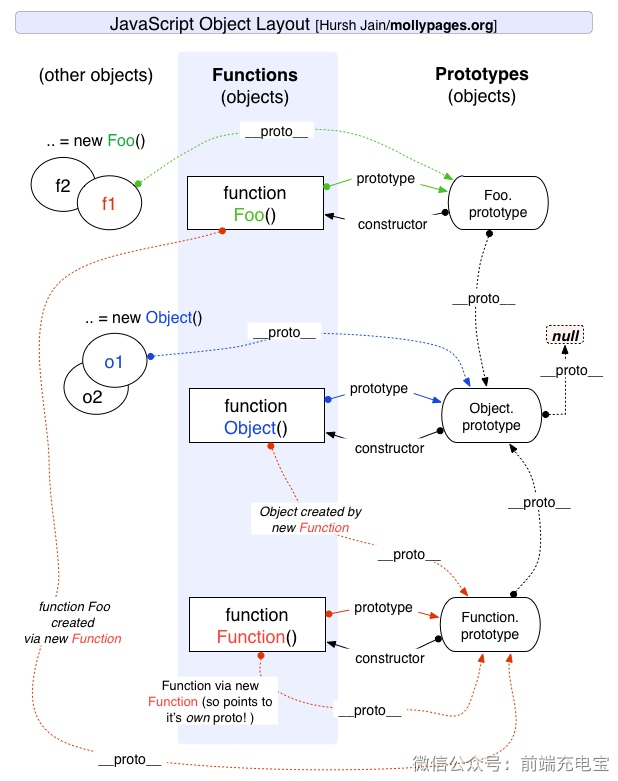 JavaScript Object Layout [Hursh Jain/mollypages.org]
(other objects)
Functions
(objects)
Prototypes
(objects)
.. = new Foo()
__proto__
f2
f1
function
Foo()
prototype
constructor
Foo.
prototype
__proto__
.. = new Object()
__proto__
o1
o2
null
__proto__
function
Object()
prototype
constructor
Object.
prototype
Object created by
new Function
__proto__
__proto__
function Foo
created
via new Function
function
Function()
prototype
constructor
Function.
prototype
Function via new
Function (so points to
it's own proto! )
__proto__
__proto__
微信公众号：前端充电宝